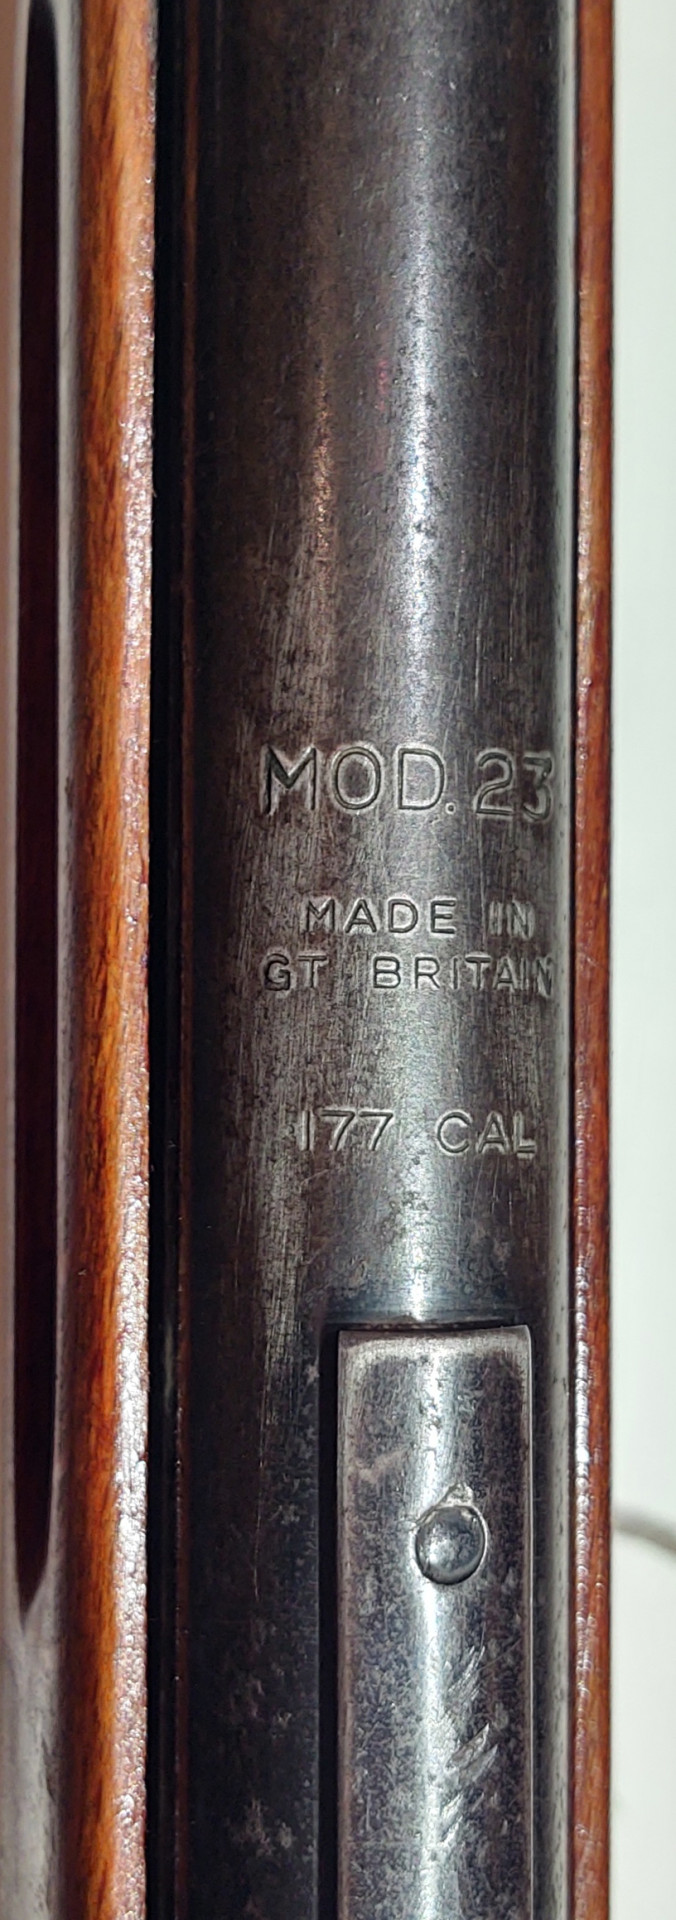 MOD. 23
MADE IN
GT BRITAIN
177 CAL